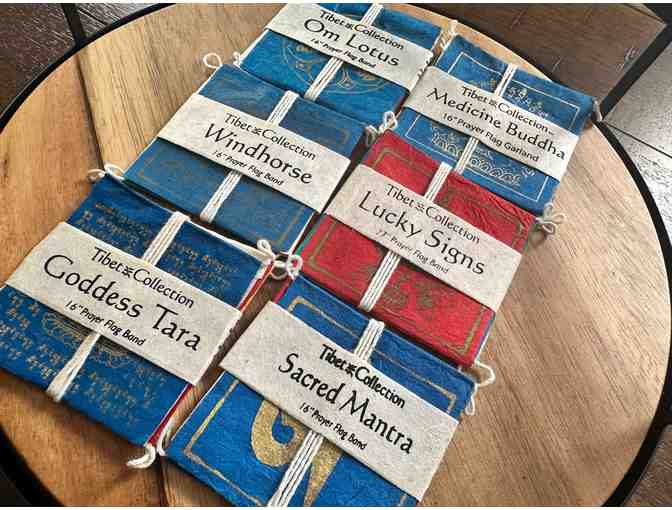 Tibet Collection
Om Lotus
16" Prayer Flag Band
Tibet Collection
Medicine Buddha
16" Prayer Flag Garland
Tibet Collection
Windhorse
16" Prayer Flag Band
Tibet Collection
Lucky Signs
17" Prayer Flag Band
Tibet Collection
Goddess Tara
16" Prayer Flag Band
Tibet Collection
Sacred Mantra
16" Prayer Flag Band